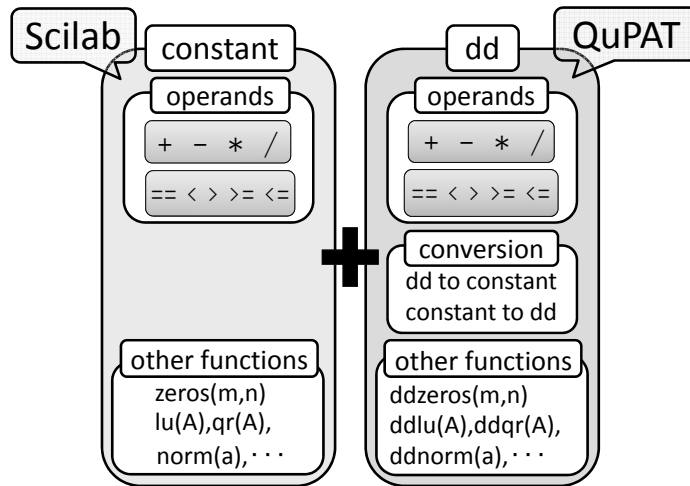 Scilab
constant
operands
+ − * /
== < > >= <=
other functions
zeros(m,n)
lu(A),qr(A),
norm(a),･･･
+
QuPAT
dd
operands
+ − * /
== < > >= <=
conversion
dd to constant
constant to dd
other functions
ddzeros(m,n)
ddlu(A),ddqr(A),
ddnorm(a),･･･